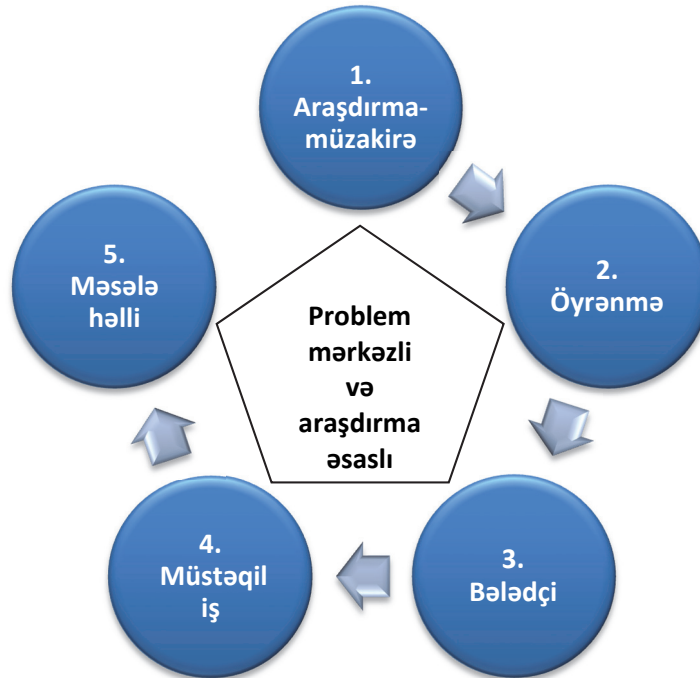 1.
Araşdırma-
müzakirə
2.
Öyrənmə
3.
Bələdçi
4.
Müstəqil
iş
5.
Məsələ
həlli
Problem
mərkəzli
və
araşdırma
əsaslı